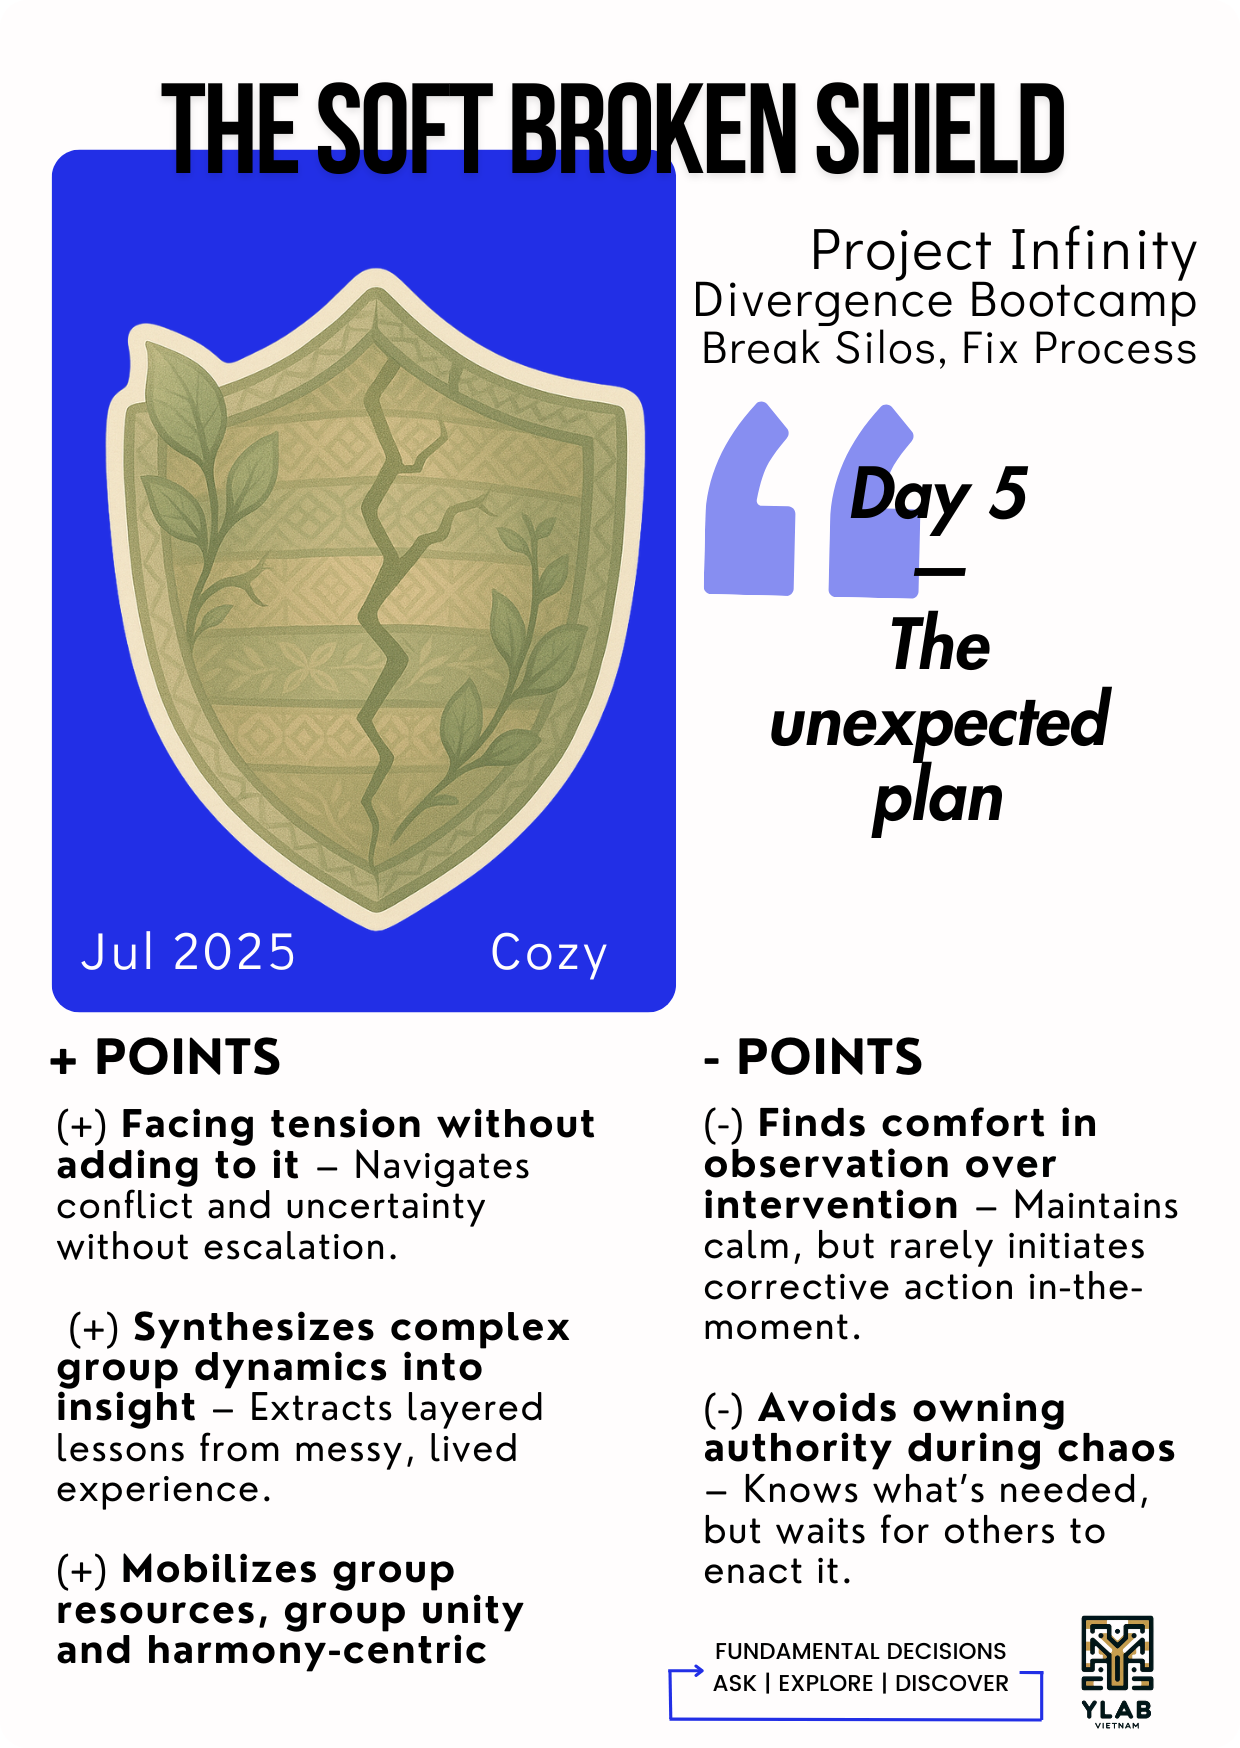 THE SOFT BROKEN SHIELD
Project Infinity
Divergence Bootcamp
Break Silos, Fix Process
Day 5
—
The
unexpected
plan
Jul 2025
Cozy
+ POINTS
(+) Facing tension without
adding to it – Navigates
conflict and uncertainty
without escalation.
(+) Synthesizes complex
group dynamics into
insight – Extracts layered
lessons from messy, lived
experience.
(+) Mobilizes group
resources, group unity
and harmony-centric
- POINTS
(-) Finds comfort in
observation over
intervention – Maintains
calm, but rarely initiates
corrective action in-the-
moment.
(-) Avoids owning
authority during chaos
– Knows what’s needed,
but waits for others to
enact it.
FUNDAMENTAL DECISIONS
ASK | EXPLORE | DISCOVER
YLAB
VIETNAM